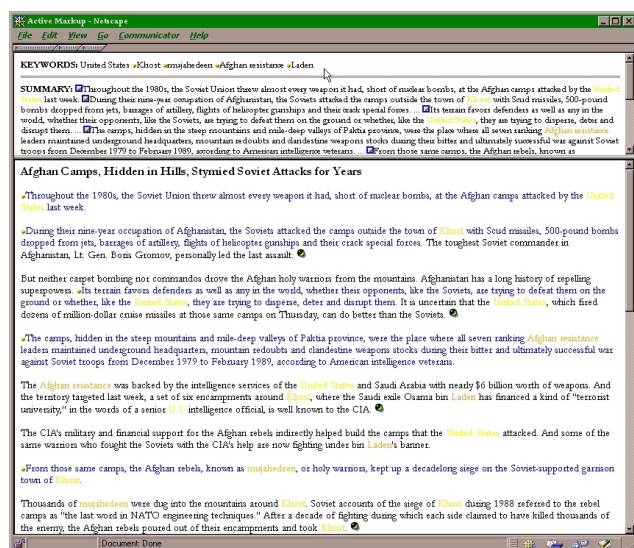 Active Markup - Netscape
File Edit View Go Communicator Help
KEYWORDS: United States Khost mujahedeen Afghan resistance Laden
SUMMARY: Throughout the 1980s, the Soviet Union threw almost every weapon it had, short of nuclear bombs, at the Afghan camps attacked by the United
States last week. During their nine-year occupation of Afghanistan, the Soviets attacked the camps outside the town of Khost with Scud missiles, 500-pound
bombs dropped from jets, barrages of artillery, flights of helicopter gunships and their crack special forces. ... Its terrain favors defenders as well as any in the
world, whether their opponents, like the Soviets, are trying to defeat them on the ground or whether, like the United States, they are trying to disperse, deter and
disrupt them. ... The camps, hidden in the steep mountains and mile-deep valleys of Paktia province, were the place where all seven ranking Afghan resistance
leaders maintained underground headquarters, mountain redoubts and clandestine weapons stocks during their bitter and ultimately successful war against Soviet
troops from December 1979 to February 1989, according to American intelligence veterans. ... From those same camps, the Afghan rebels, known as
Afghan Camps, Hidden in Hills, Stymied Soviet Attacks for Years
Throughout the 1980s, the Soviet Union threw almost every weapon it had, short of nuclear bombs, at the Afghan camps attacked by the United
States last week.
During their nine-year occupation of Afghanistan, the Soviets attacked the camps outside the town of Khost with Scud missiles, 500-pound bombs
dropped from jets, barrages of artillery, flights of helicopter gunships and their crack special forces. The toughest Soviet commander in
Afghanistan, Lt. Gen. Boris Gromov, personally led the last assault.
But neither carpet bombing nor commandos drove the Afghan holy warriors from the mountains. Afghanistan has a long history of repelling
superpowers. Its terrain favors defenders as well as any in the world, whether their opponents, like the Soviets, are trying to defeat them on the
ground or whether, like the United States, they are trying to disperse, deter and disrupt them. It is uncertain that the United States, which fired
dozens of million-dollar cruise missiles at those same camps on Thursday, can do better than the Soviets.
The camps, hidden in the steep mountains and mile-deep valleys of Paktia province, were the place where all seven ranking Afghan resistance
leaders maintained underground headquarters, mountain redoubts and clandestine weapons stocks during their bitter and ultimately successful war
against Soviet troops from December 1979 to February 1989, according to American intelligence veterans.
The Afghan resistance was backed by the intelligence services of the United States and Saudi Arabia with nearly $6 billion worth of weapons. And
the territory targeted last week, a set of six encampments around Khost, where the Saudi exile Osama bin Laden has financed a kind of "terrorist
university," in the words of a senior U.S. intelligence official, is well known to the CIA.
The CIA's military and financial support for the Afghan rebels indirectly helped build the camps that the United States attacked. And some of the
same warriors who fought the Soviets with the CIA's help are now fighting under bin Laden's banner.
From those same camps, the Afghan rebels, known as mujahedeen, or holy warriors, kept up a decadelong siege on the Soviet-supported garrison
town of Khost.
Thousands of mujahedeen were dug into the mountains around Khost. Soviet accounts of the siege of Khost during 1988 referred to the rebel
camps as "the last word in NATO engineering techniques." After a decade of fighting during which each side claimed to have killed thousands of
the enemy, the Afghan rebels poured out of their encampments and took Khost.
Document: Done